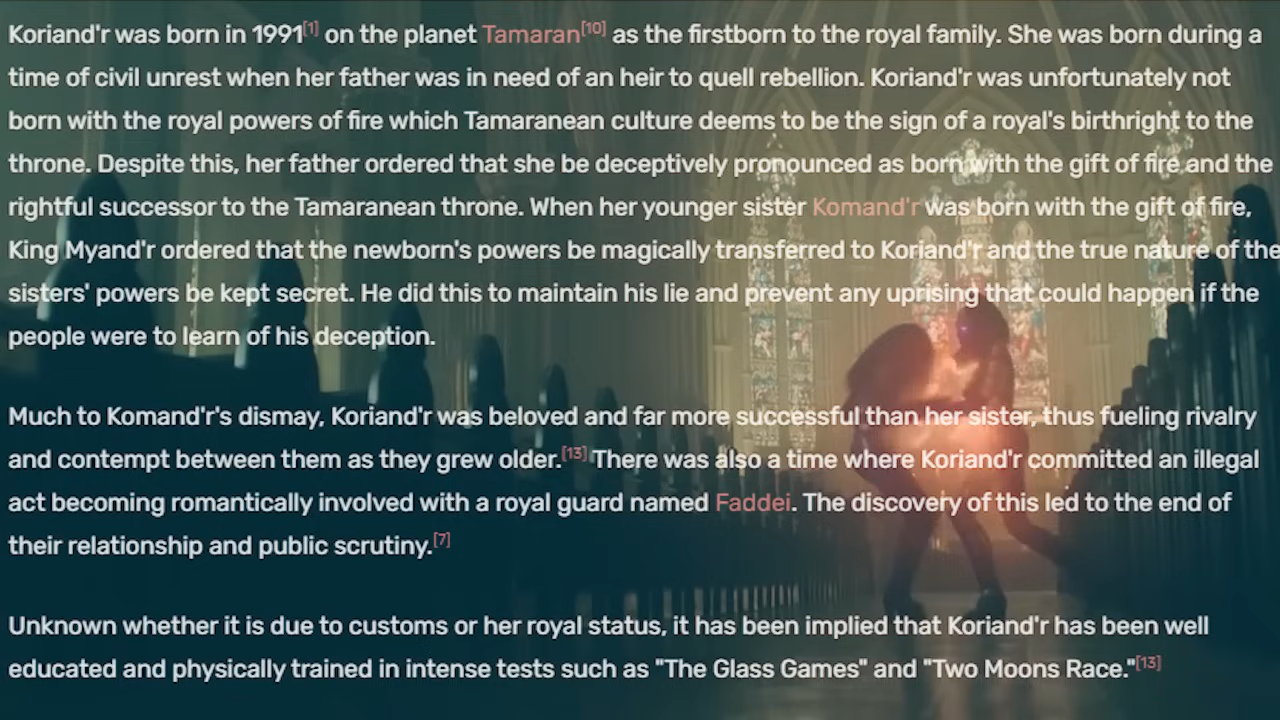 Koriand'r was born in 1991[1] on the planet Tamaran[10] as the firstborn to the royal family. She was born during a
time of civil unrest when her father was in need of an heir to quell rebellion. Koriand'r was unfortunately not
born with the royal powers of fire which Tamaranean culture deems to be the sign of a royal's birthright to the
throne. Despite this, her father ordered that she be deceptively pronounced as born with the gift of fire and the
rightful successor to the Tamaranean throne. When her younger sister Komand'r was born with the gift of fire,
King Myand'r ordered that the newborn's powers be magically transferred to Koriand'r and the true nature of the
sisters' powers be kept secret. He did this to maintain his lie and prevent any uprising that could happen if the
people were to learn of his deception.
Much to Komand'r's dismay, Koriand'r was beloved and far more successful than her sister, thus fueling rivalry
and contempt between them as they grew older.[13] There was also a time where Koriand'r committed an illegal
act becoming romantically involved with a royal guard named Faddei. The discovery of this led to the end of
their relationship and public scrutiny.[7]
Unknown whether it is due to customs or her royal status, it has been implied that Koriand'r has been well
educated and physically trained in intense tests such as "The Glass Games" and "Two Moons Race."[13]